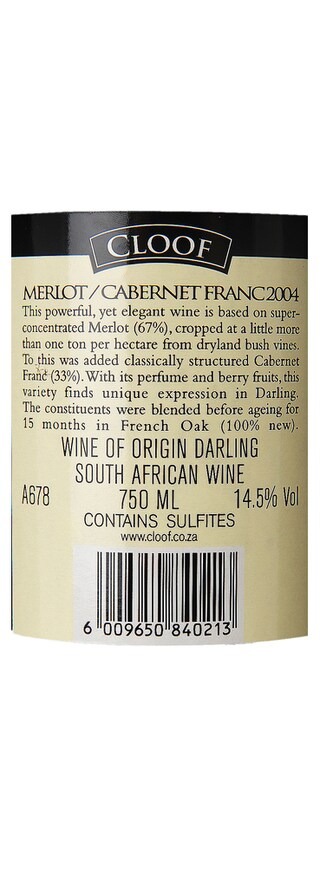 CLOOF
MERLOT/CABERNET FRANC 2004
This powerful, yet elegant wine is based on super-
concentrated Merlot (67%), cropped at a little more
than one ton per hectare from dryland bush vines.
To this was added classically structured Cabernet
Franc (33%). With its perfume and berry fruits, this
variety finds unique expression in Darling.
The constituents were blended before ageing for
15 months in French Oak (100% new).
WINE OF ORIGIN DARLING
SOUTH AFRICAN WINE
A678 750 ML 14.5% Vol
CONTAINS SULFITES
www.cloof.co.za
6 009650 840213